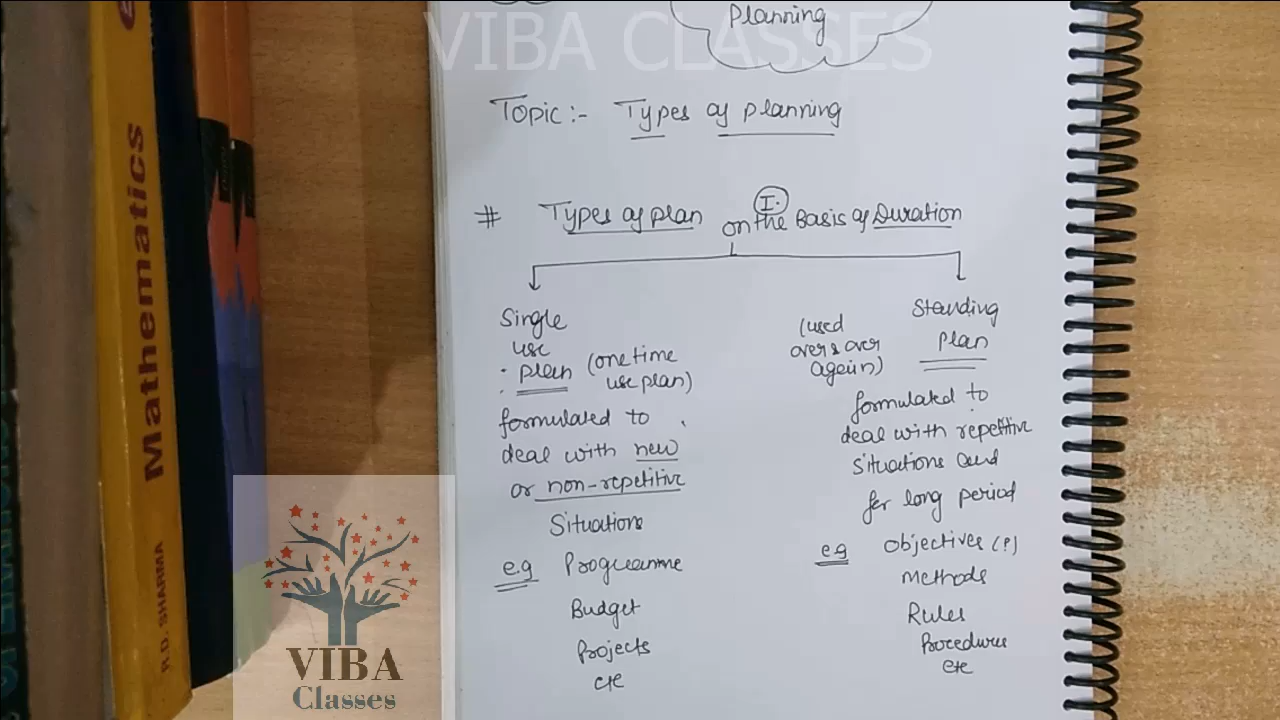 VIBA CLASSES
Planning
Topic :- Types of planning
# Types of plan on the Basis of Duration
I.
Single
use
: plan (one time
use plan)
formulated to
deal with new
or non-repetitive
Situations
e.g Programme
Budget
Projects
etc
Standing
(used
over & over
again)
Plan
formulated to
deal with repetitive
situations and
for long period
e.g Objectives (P)
Methods
Rules
Procedures
etc
Mathematics
R.D. SHARMA
VIBA
Classes